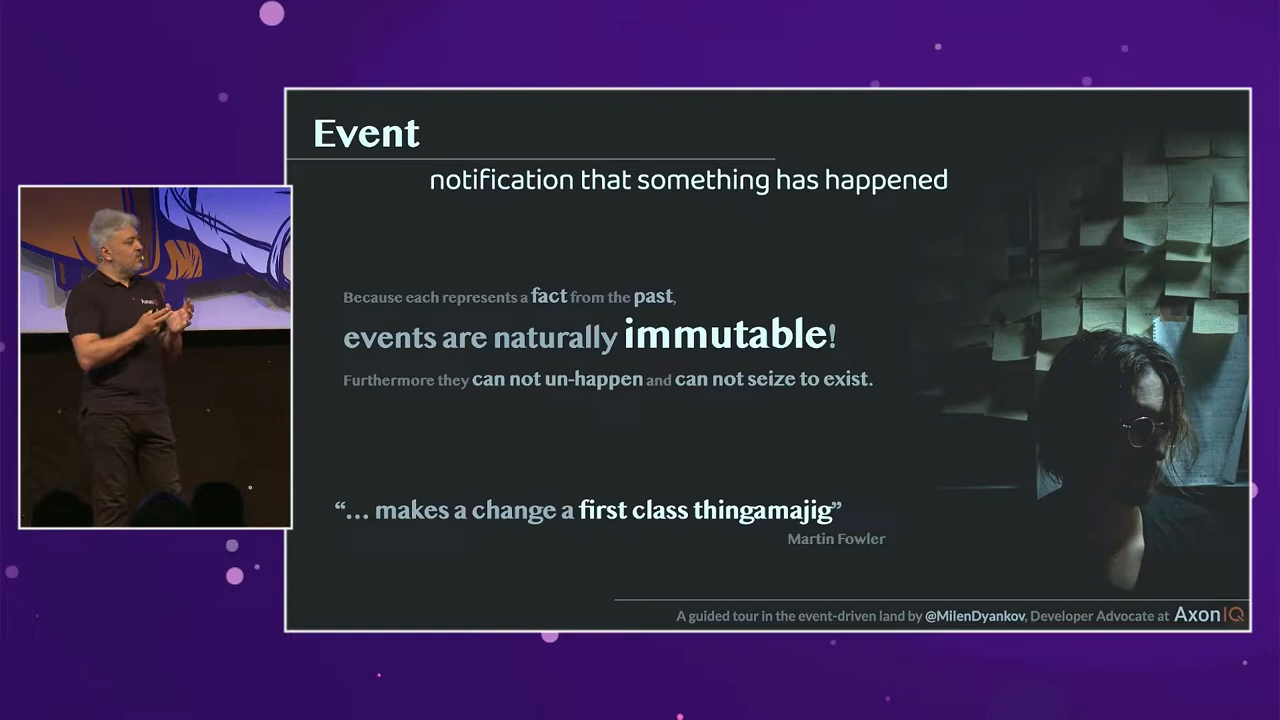 Event
notification that something has happened
Because each represents a fact from the past,
events are naturally immutable!
Furthermore they can not un-happen and can not seize to exist.
“... makes a change a first class thingamajig”
Martin Fowler
A guided tour in the event-driven land by @MilenDyankov, Developer Advocate at AxonIQ